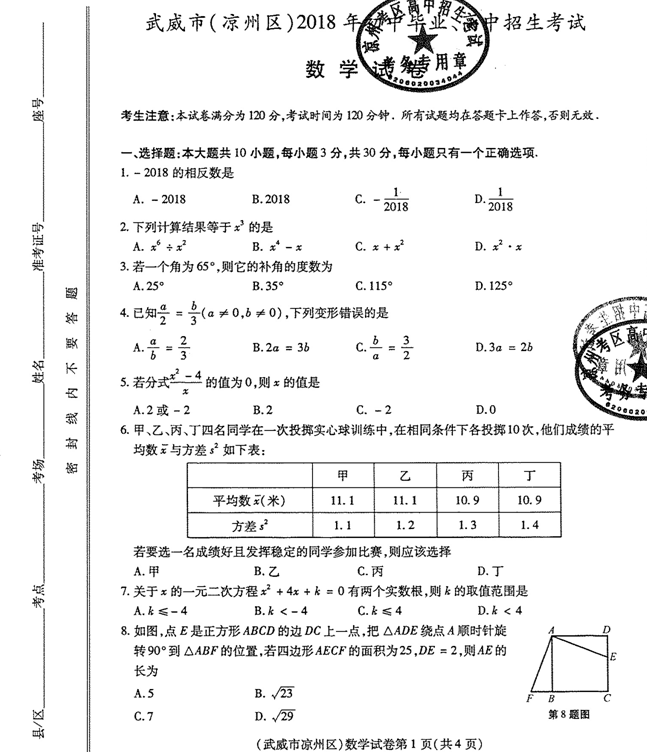 武威市(凉州区)2018年 中毕业、 中招生考试
数学试卷
考生注意:本试卷满分为120分,考试时间为120分钟. 所有试题均在答题卡上作答,否则无效.
一、选择题:本大题共10小题,每小题3分,共30分,每小题只有一个正确选项.
1. -2018的相反数是
A. -2018 B. 2018 C. -1/2018 D. 1/2018
2. 下列计算结果等于x³的是
A. x⁶÷x² B. x⁴-x C. x+x² D. x²·x
3. 若一个角为65°,则它的补角的度数为
A. 25° B. 35° C. 115° D. 125°
4. 已知a/2=b/3(a≠0,b≠0),下列变形错误的是
A. a/b=2/3 B. 2a=3b C. b/a=3/2 D. 3a=2b
5. 若分式(x²-4)/x的值为0,则x的值是
A. 2或-2 B. 2 C. -2 D. 0
6. 甲、乙、丙、丁四名同学在一次投掷实心球训练中,在相同条件下各投掷10次,他们成绩的平
均数x̄与方差s²如下表:
甲 乙 丙 丁
平均数x̄(米) 11.1 11.1 10.9 10.9
方差s² 1.1 1.2 1.3 1.4
若要选一名成绩好且发挥稳定的同学参加比赛,则应该选择
A. 甲 B. 乙 C. 丙 D. 丁
7. 关于x的一元二次方程x²+4x+k=0有两个实数根,则k的取值范围是
A. k≤-4 B. k<-4 C. k≤4 D. k<4
8. 如图,点E是正方形ABCD的边DC上一点,把△ADE绕点A顺时针旋
转90°到△ABF的位置,若四边形AECF的面积为25,DE=2,则AE的
长为
A. 5 B. √23
C. 7 D. √29
A D
E
F B C
第8题图
(武威市凉州区)数学试卷第1页(共4页)
县/区 考点 考场 姓名 准考证号 座号
密封线内不要答题
凉州考区高中招生考试
考务专用章
6206020034044